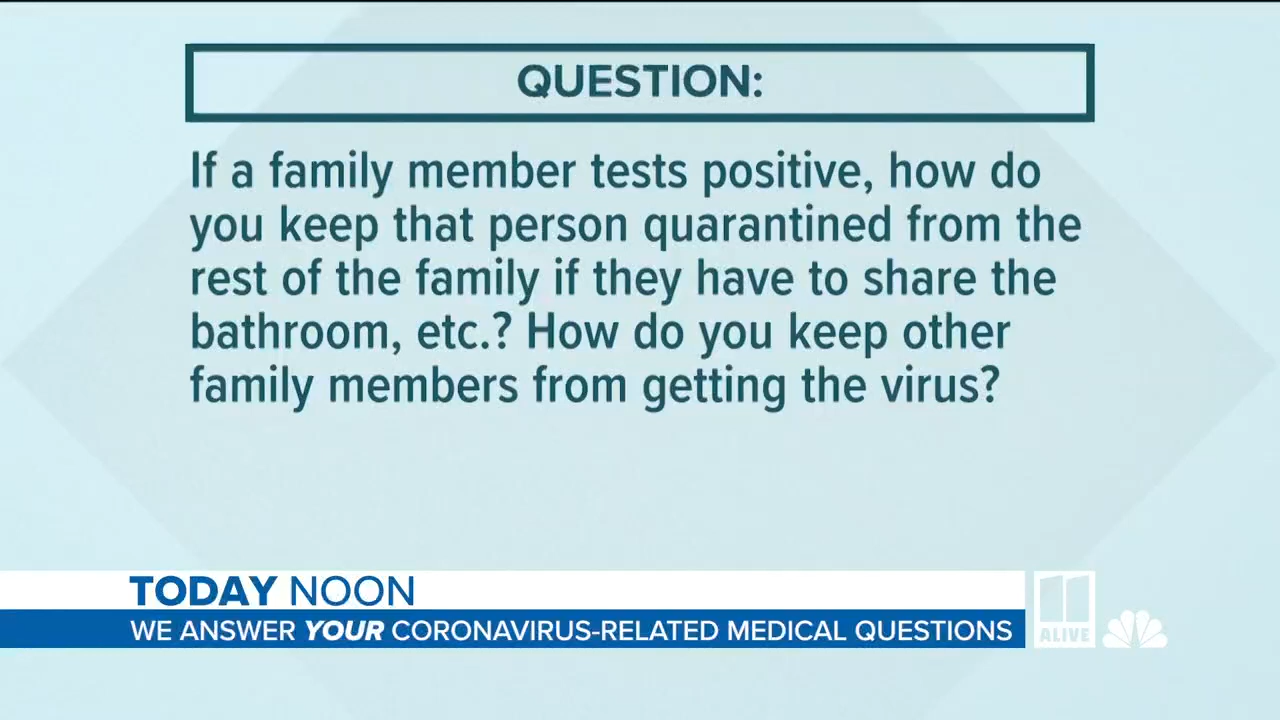 QUESTION:
If a family member tests positive, how do
you keep that person quarantined from the
rest of the family if they have to share the
bathroom, etc.? How do you keep other
family members from getting the virus?
TODAY NOON
WE ANSWER YOUR CORONAVIRUS-RELATED MEDICAL QUESTIONS
11
ALIVE